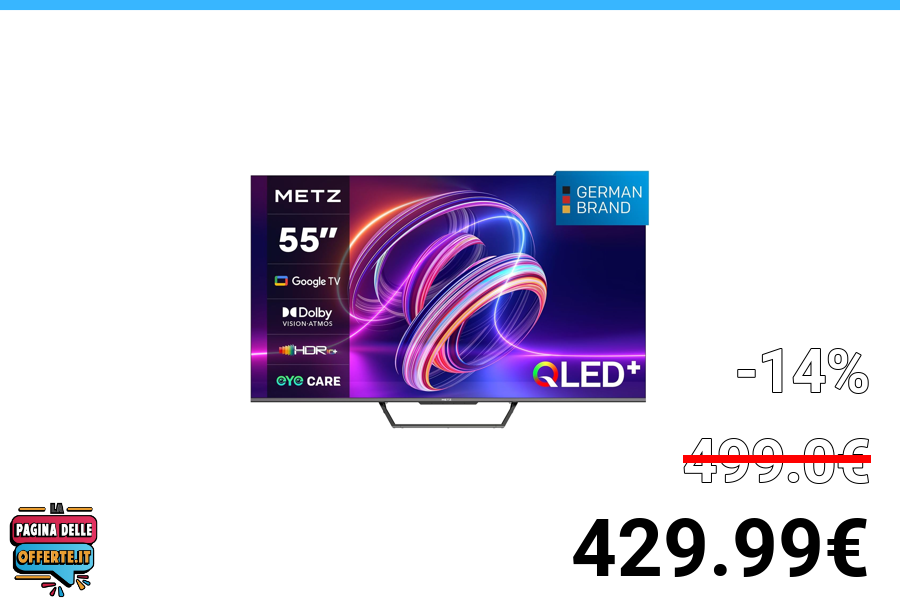 METZ
55″
Google TV
Dolby
VISION·ATMOS
HDR
eye CARE
GERMAN
BRAND
QLED+
METZ
-14%
499.0€
429.99€
LA
PAGINA DELLE
OFFERTE.IT